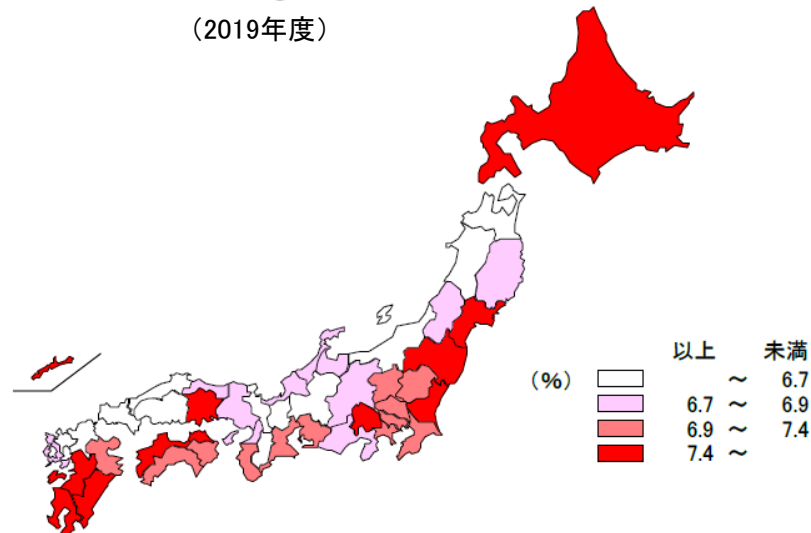 （2019年度）
以上　未満
（%）　～　6.7
6.7　～　6.9
6.9　～　7.4
7.4　～